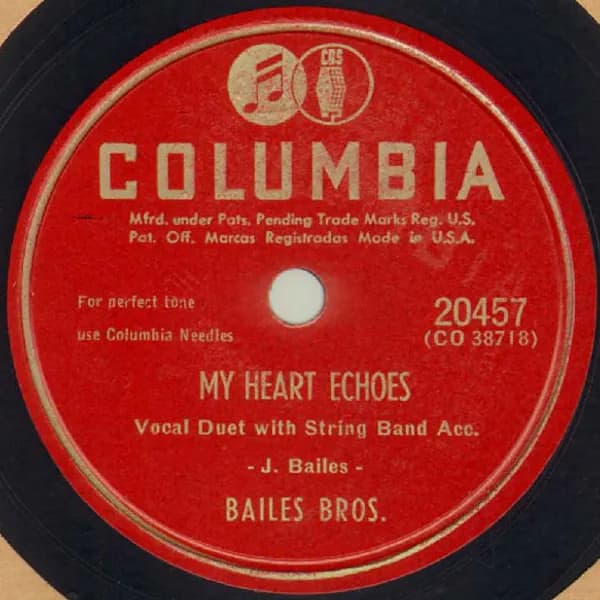 CBS
COLUMBIA
Mfrd. under Pats. Pending Trade Marks Reg. U.S.
Pat. Off. Marcas Registradas Made in U.S.A.
For perfect tone
use Columbia Needles
20457
(CO 38718)
MY HEART ECHOES
Vocal Duet with String Band Acc.
- J. Bailes -
BAILES BROS.